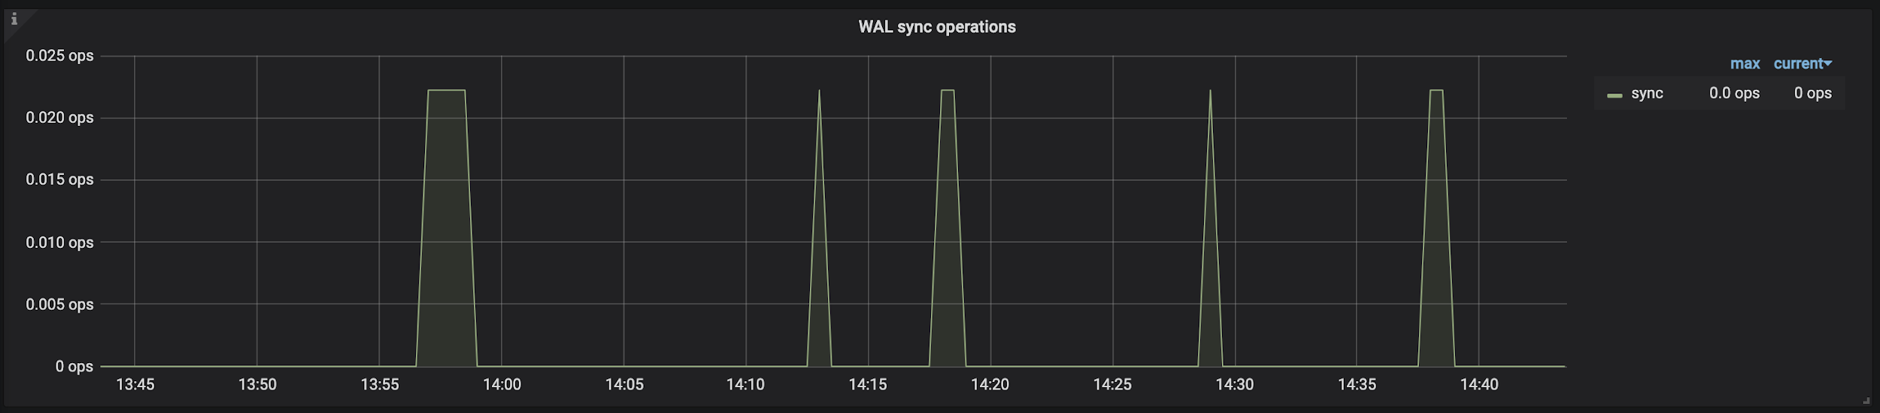 i
WAL sync operations
0.025 ops
0.020 ops
0.015 ops
0.010 ops
0.005 ops
0 ops
13:45 13:50 13:55 14:00 14:05 14:10 14:15 14:20 14:25 14:30 14:35 14:40
max current
sync 0.0 ops 0 ops